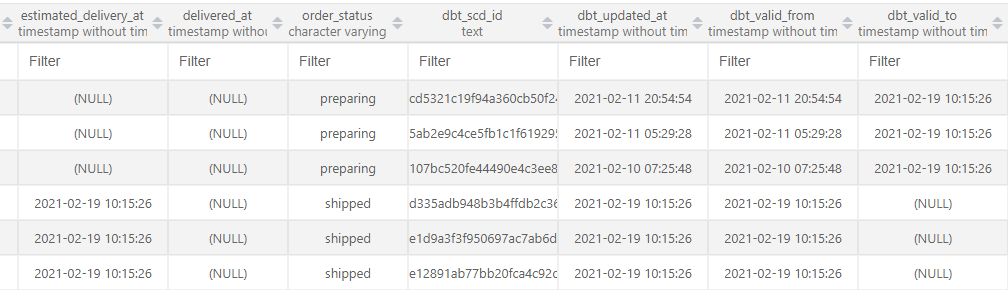 estimated_delivery_at delivered_at order_status dbt_scd_id dbt_updated_at dbt_valid_from dbt_valid_to
timestamp without tim timestamp withou character varying text timestamp without tim timestamp without tim timestamp without tim
Filter Filter Filter Filter Filter Filter Filter
(NULL) (NULL) preparing cd5321c19f94a360cb50f24 2021-02-11 20:54:54 2021-02-11 20:54:54 2021-02-19 10:15:26
(NULL) (NULL) preparing 5ab2e9c4ce5fb1c1f619295 2021-02-11 05:29:28 2021-02-11 05:29:28 2021-02-19 10:15:26
(NULL) (NULL) preparing 107bc520fe44490e4c3ee8 2021-02-10 07:25:48 2021-02-10 07:25:48 2021-02-19 10:15:26
2021-02-19 10:15:26 (NULL) shipped d335adb948b3b4ffdb2c36 2021-02-19 10:15:26 2021-02-19 10:15:26 (NULL)
2021-02-19 10:15:26 (NULL) shipped e1d9a3f3f950697ac7ab6d 2021-02-19 10:15:26 2021-02-19 10:15:26 (NULL)
2021-02-19 10:15:26 (NULL) shipped e12891ab77bb20fca4c92c 2021-02-19 10:15:26 2021-02-19 10:15:26 (NULL)